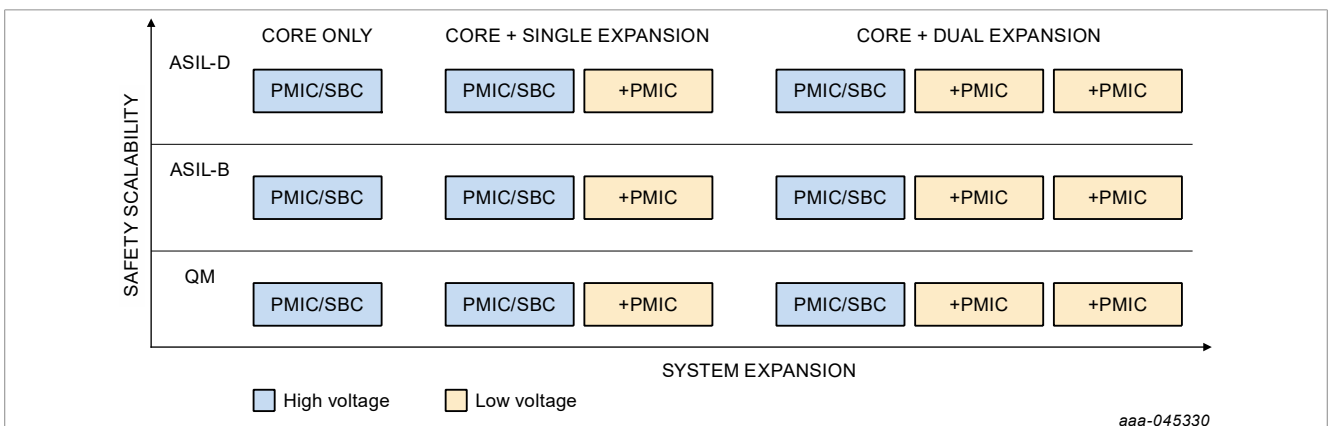 CORE ONLY CORE + SINGLE EXPANSION CORE + DUAL EXPANSION
ASIL-D
PMIC/SBC PMIC/SBC +PMIC PMIC/SBC +PMIC +PMIC
ASIL-B
PMIC/SBC PMIC/SBC +PMIC PMIC/SBC +PMIC +PMIC
QM
PMIC/SBC PMIC/SBC +PMIC PMIC/SBC +PMIC +PMIC
SAFETY SCALABILITY
SYSTEM EXPANSION
High voltage Low voltage
aaa-045330